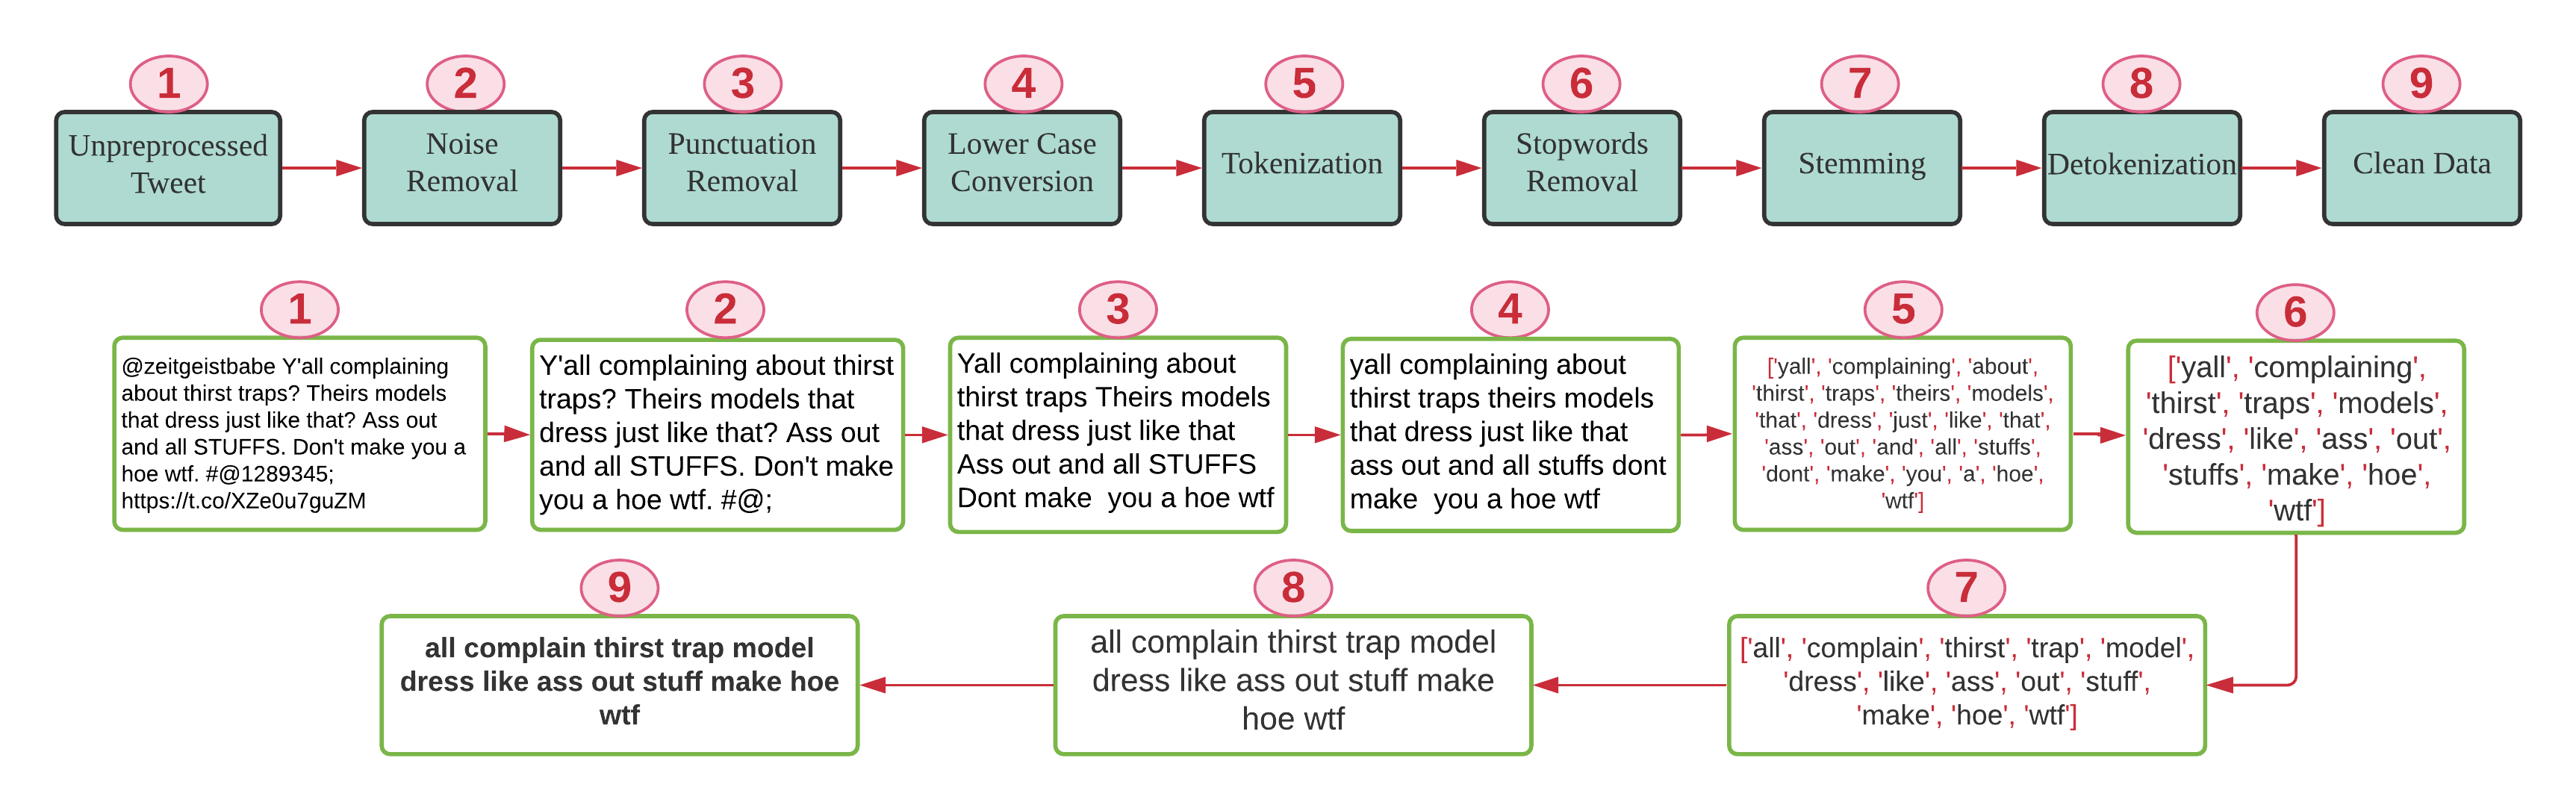 1
2
3
4
5
6
7
8
9
Unpreprocessed
Tweet
Noise
Removal
Punctuation
Removal
Lower Case
Conversion
Tokenization
Stopwords
Removal
Stemming
Detokenization
Clean Data
1
@zeitgeistbabe Y'all complaining
about thirst traps? Theirs models
that dress just like that? Ass out
and all STUFFS. Don't make you a
hoe wtf. #@1289345;
https://t.co/XZe0u7guZM
2
Y'all complaining about thirst
traps? Theirs models that
dress just like that? Ass out
and all STUFFS. Don't make
you a hoe wtf. #@;
3
Yall complaining about
thirst traps Theirs models
that dress just like that
Ass out and all STUFFS
Dont make  you a hoe wtf
4
yall complaining about
thirst traps theirs models
that dress just like that
ass out and all stuffs dont
make  you a hoe wtf
5
['yall', 'complaining', 'about',
'thirst', 'traps', 'theirs', 'models',
'that', 'dress', 'just', 'like', 'that',
'ass', 'out', 'and', 'all', 'stuffs',
'dont', 'make', 'you', 'a', 'hoe',
'wtf']
6
['yall', 'complaining',
'thirst', 'traps', 'models',
'dress', 'like', 'ass', 'out',
'stuffs', 'make', 'hoe',
'wtf']
7
['all', 'complain', 'thirst', 'trap', 'model',
'dress', 'like', 'ass', 'out', 'stuff',
'make', 'hoe', 'wtf']
8
all complain thirst trap model
dress like ass out stuff make
hoe wtf
9
all complain thirst trap model
dress like ass out stuff make hoe
wtf